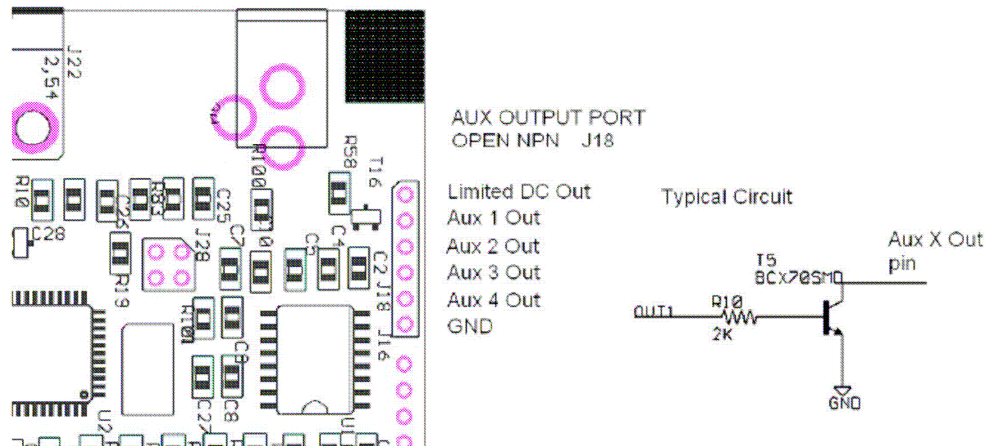 J22
2,54
AUX OUTPUT PORT
OPEN NPN J18
R58
T16
R100
R10
R83
C25
C26
C28
Limited DC Out
Aux 1 Out
Aux 2 Out
Aux 3 Out
Aux 4 Out
GND
Typical Circuit
Aux X Out
pin
T5
BCX70SMD
OUT1
R10
2K
GND
J28
C7
C5
C4
C2
J18
R19
R101
J16
C9
C27
C8
U2